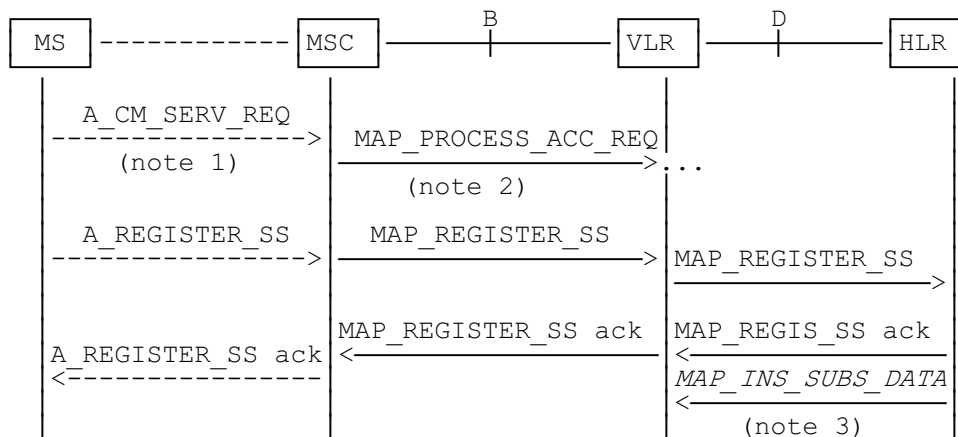 B D
MS MSC VLR HLR
A_CM_SERV_REQ
MAP_PROCESS_ACC_REQ
(note 1) ...
(note 2)
A_REGISTER_SS MAP_REGISTER_SS
MAP_REGISTER_SS
MAP_REGISTER_SS ack MAP_REGIS_SS ack
A_REGISTER_SS ack
MAP_INS_SUBS_DATA
(note 3)